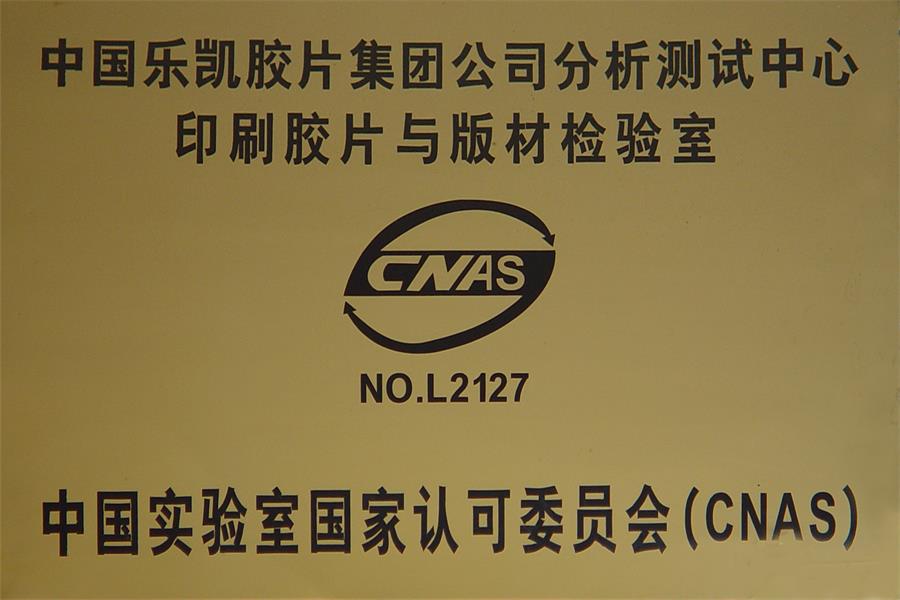 中国乐凯胶片集团公司分析测试中心
印刷胶片与版材检验室
CNAS
NO.L2127
中国实验室国家认可委员会(CNAS)